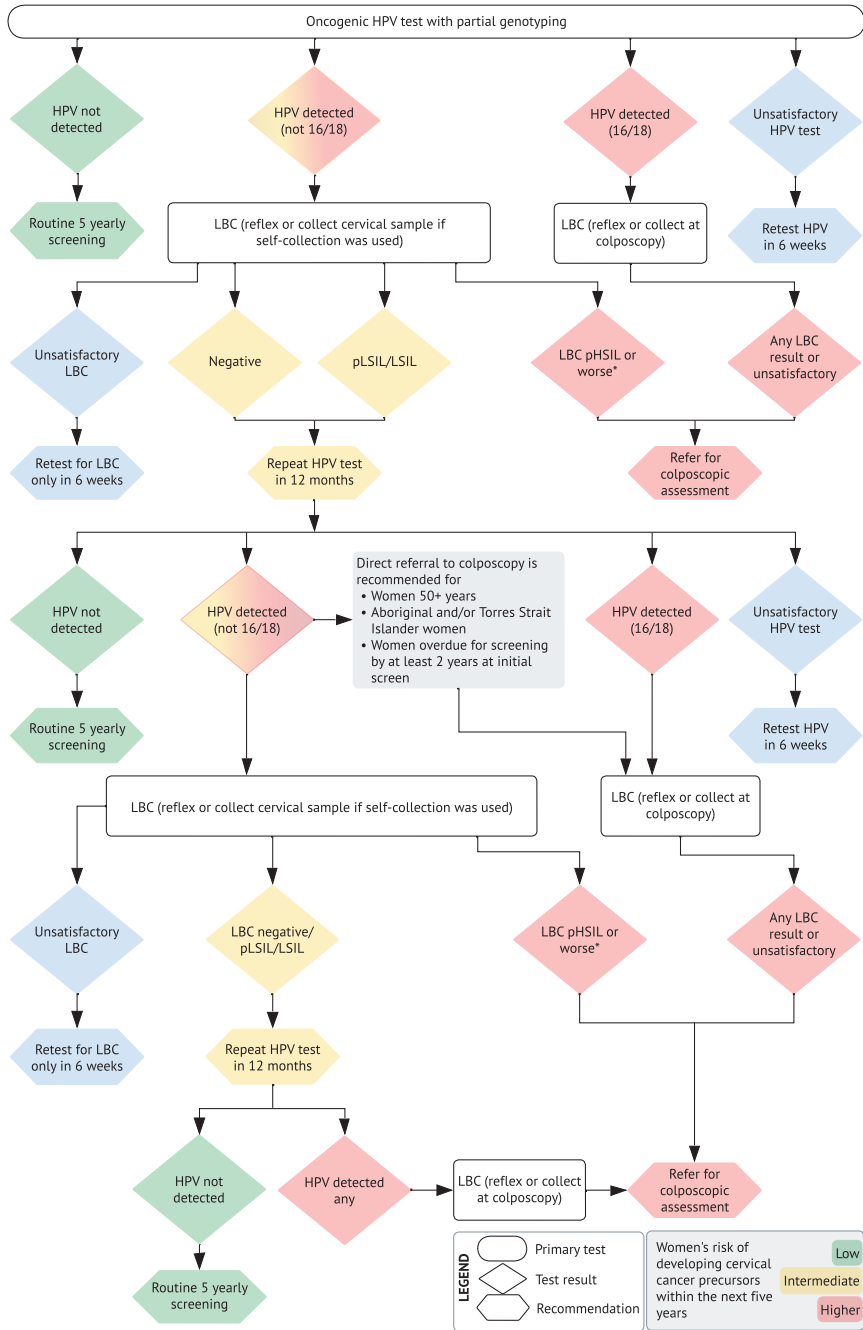 Oncogenic HPV test with partial genotyping
HPV not
detected
HPV detected
(not 16/18)
HPV detected
(16/18)
Unsatisfactory
HPV test
Routine 5 yearly
screening
LBC (reflex or collect cervical sample if
self-collection was used)
LBC (reflex or collect at
colposcopy)
Retest HPV
in 6 weeks
Unsatisfactory
LBC
Negative
pLSIL/LSIL
LBC pHSIL or
worse*
Any LBC
result or
unsatisfactory
Retest for LBC
only in 6 weeks
Repeat HPV test
in 12 months
Refer for
colposcopic
assessment
HPV not
detected
HPV detected
(not 16/18)
Direct referral to colposcopy is
recommended for
• Women 50+ years
• Aboriginal and/or Torres Strait
Islander women
• Women overdue for screening
by at least 2 years at initial
screen
HPV detected
(16/18)
Unsatisfactory
HPV test
Routine 5 yearly
screening
Retest HPV
in 6 weeks
LBC (reflex or collect cervical sample if self-collection was used)
LBC (reflex or collect at
colposcopy)
Unsatisfactory
LBC
LBC negative/
pLSIL/LSIL
LBC pHSIL or
worse*
Any LBC
result or
unsatisfactory
Retest for LBC
only in 6 weeks
Repeat HPV test
in 12 months
HPV not
detected
HPV detected
any
LBC (reflex or collect
at colposcopy)
Refer for
colposcopic
assessment
Routine 5 yearly
screening
LEGEND
Primary test
Test result
Recommendation
Women's risk of
developing cervical
cancer precursors
within the next five
years
Low
Intermediate
Higher